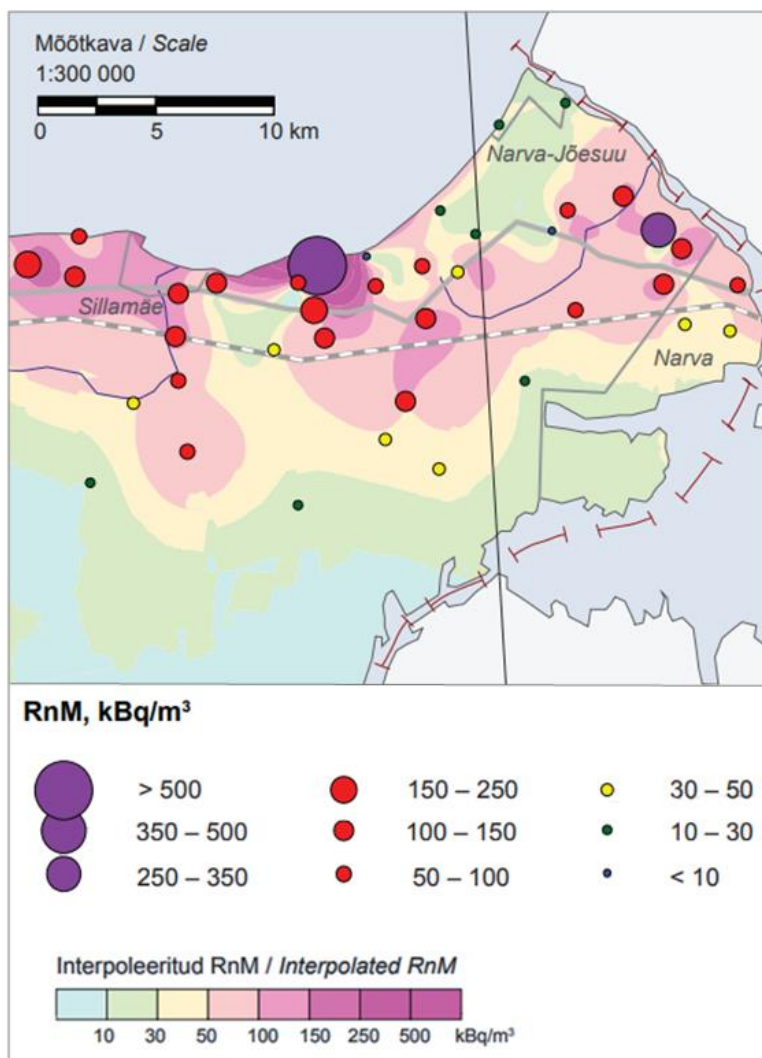 Mõõtkava / Scale
1:300 000
0 5 10 km
Narva-Jõesuu
Sillamäe
Narva
RnM, kBq/m³
> 500
350 – 500
250 – 350
150 – 250
100 – 150
50 – 100
30 – 50
10 – 30
< 10
Interpoleeritud RnM / Interpolated RnM
10 30 50 100 150 250 500 kBq/m³